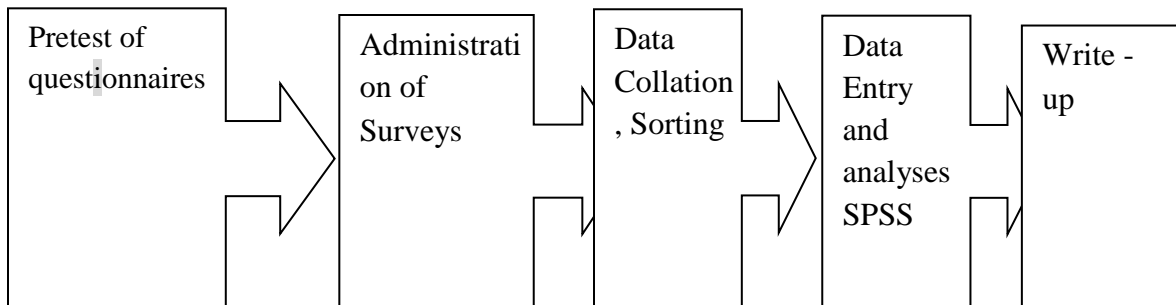 Pretest of
questionnaires
Administrati
on of
Surveys
Data
Collation
, Sorting
Data
Entry
and
analyses
SPSS
Write -
up